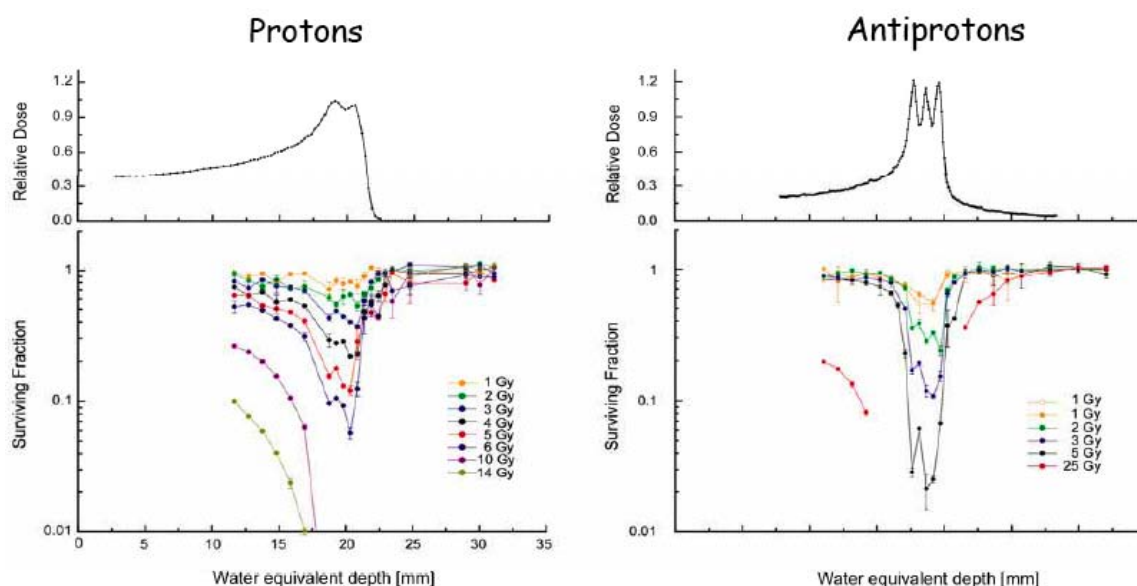 Protons
Antiprotons
Relative Dose
1.2
0.9
0.6
0.3
0.0
Surviving Fraction
1
0.1
0.01
1 Gy
2 Gy
3 Gy
4 Gy
5 Gy
6 Gy
10 Gy
14 Gy
0
5
10
15
20
25
30
35
Water equivalent depth [mm]
Relative Dose
1.2
0.9
0.6
0.3
0.0
Surviving Fraction
1
0.1
0.01
1 Gy
1 Gy
2 Gy
3 Gy
5 Gy
25 Gy
Water equivalent depth [mm]